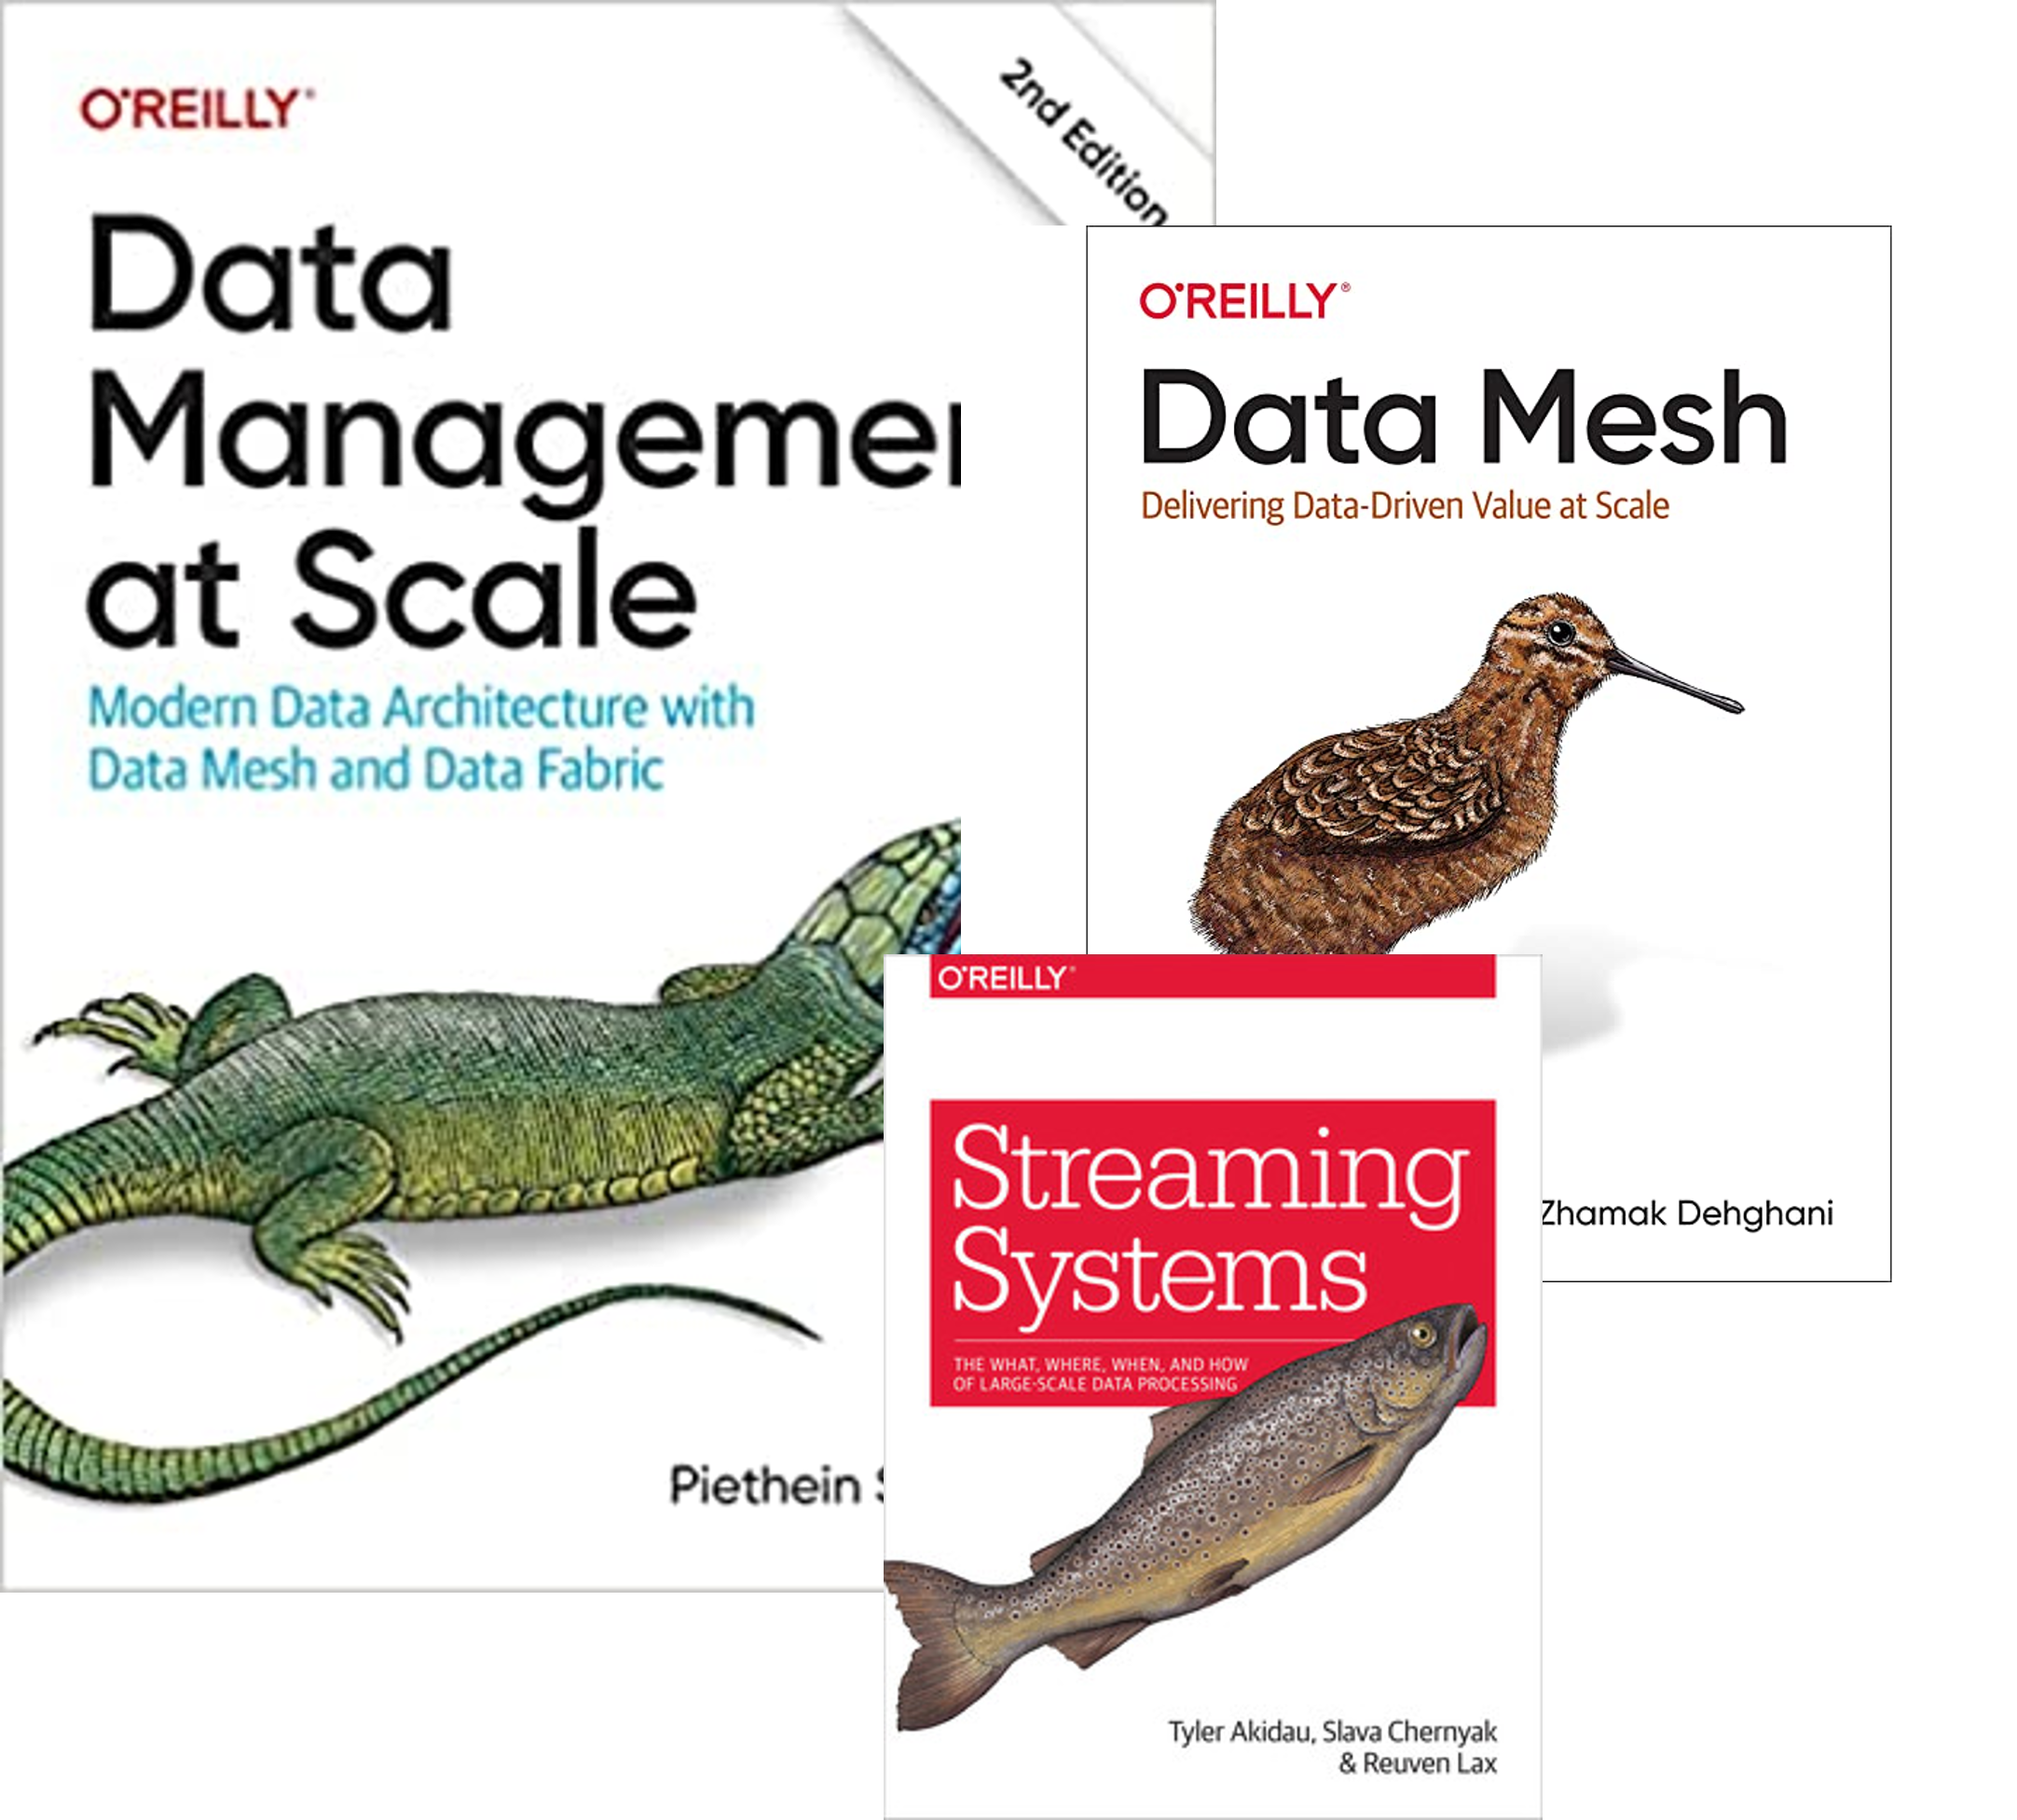 O'REILLY®
2nd Edition
Data
Managemen
at Scale
Modern Data Architecture with
Data Mesh and Data Fabric
Piethein S
O'REILLY®
Data Mesh
Delivering Data-Driven Value at Scale
Zhamak Dehghani
O'REILLY®
Streaming
Systems
THE WHAT, WHERE, WHEN, AND HOW
OF LARGE-SCALE DATA PROCESSING
Tyler Akidau, Slava Chernyak
& Reuven Lax